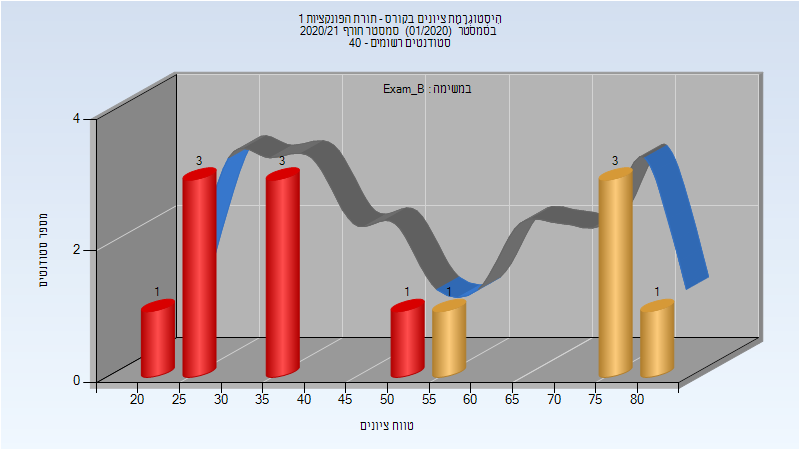 היסטוגרמת ציונים בקורס - תורת הפונקציות 1
בסמסטר (01/2020) סמסטר חורף 2020/21
סטודנטים רשומים - 40
במשימה : Exam_B
מספר סטודנטים
4
2
0
3
3
3
1
1
1
1
20 25 30 35 40 45 50 55 60 65 70 75 80
טווח ציונים